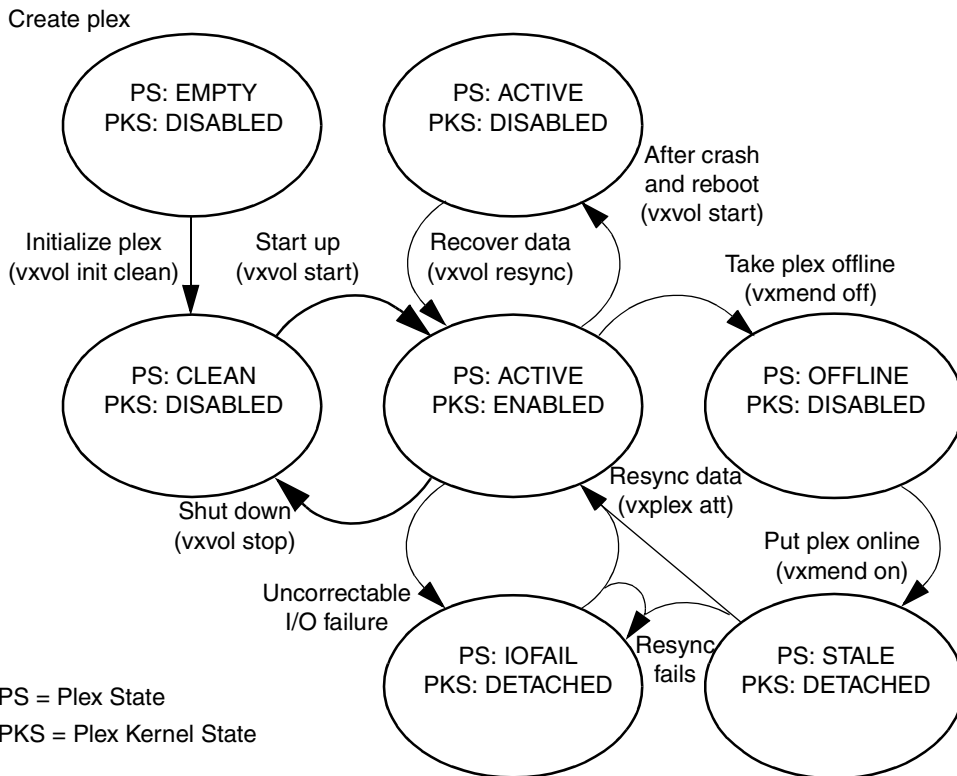 Create plex
PS: EMPTY
PKS: DISABLED
PS: ACTIVE
PKS: DISABLED
After crash
and reboot
(vxvol start)
Initialize plex
(vxvol init clean)
Start up
(vxvol start)
Recover data
(vxvol resync)
Take plex offline
(vxmend off)
PS: CLEAN
PKS: DISABLED
PS: ACTIVE
PKS: ENABLED
PS: OFFLINE
PKS: DISABLED
Shut down
(vxvol stop)
Resync data
(vxplex att)
Put plex online
(vxmend on)
Uncorrectable
I/O failure
PS: IOFAIL
PKS: DETACHED
Resync
fails
PS: STALE
PKS: DETACHED
PS = Plex State
PKS = Plex Kernel State